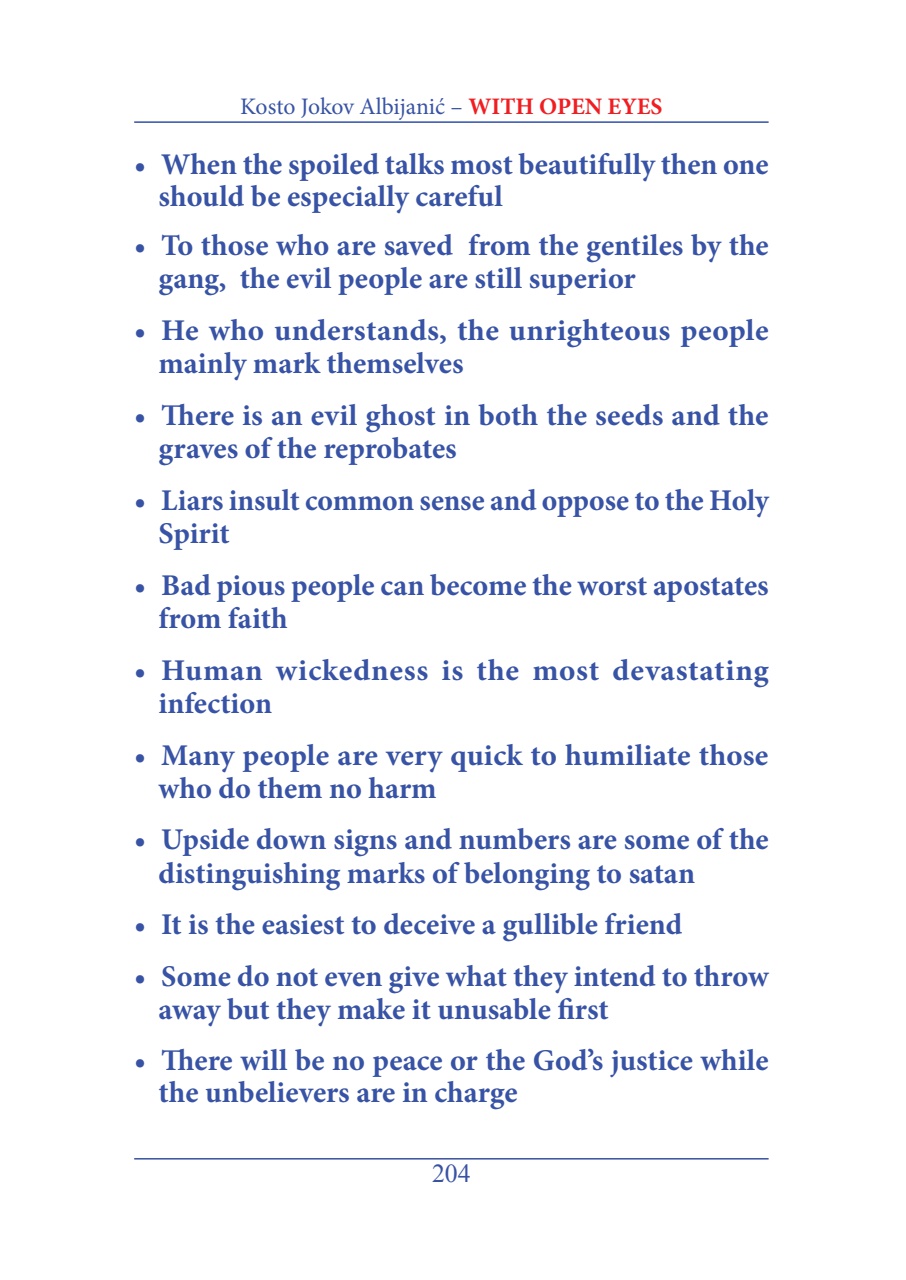 Kosto Jokov Albijanić – WITH OPEN EYES
• When the spoiled talks most beautifully then one
should be especially careful
• To those who are saved from the gentiles by the
gang, the evil people are still superior
• He who understands, the unrighteous people
mainly mark themselves
• There is an evil ghost in both the seeds and the
graves of the reprobates
• Liars insult common sense and oppose to the Holy
Spirit
• Bad pious people can become the worst apostates
from faith
• Human wickedness is the most devastating
infection
• Many people are very quick to humiliate those
who do them no harm
• Upside down signs and numbers are some of the
distinguishing marks of belonging to satan
• It is the easiest to deceive a gullible friend
• Some do not even give what they intend to throw
away but they make it unusable first
• There will be no peace or the God’s justice while
the unbelievers are in charge
204